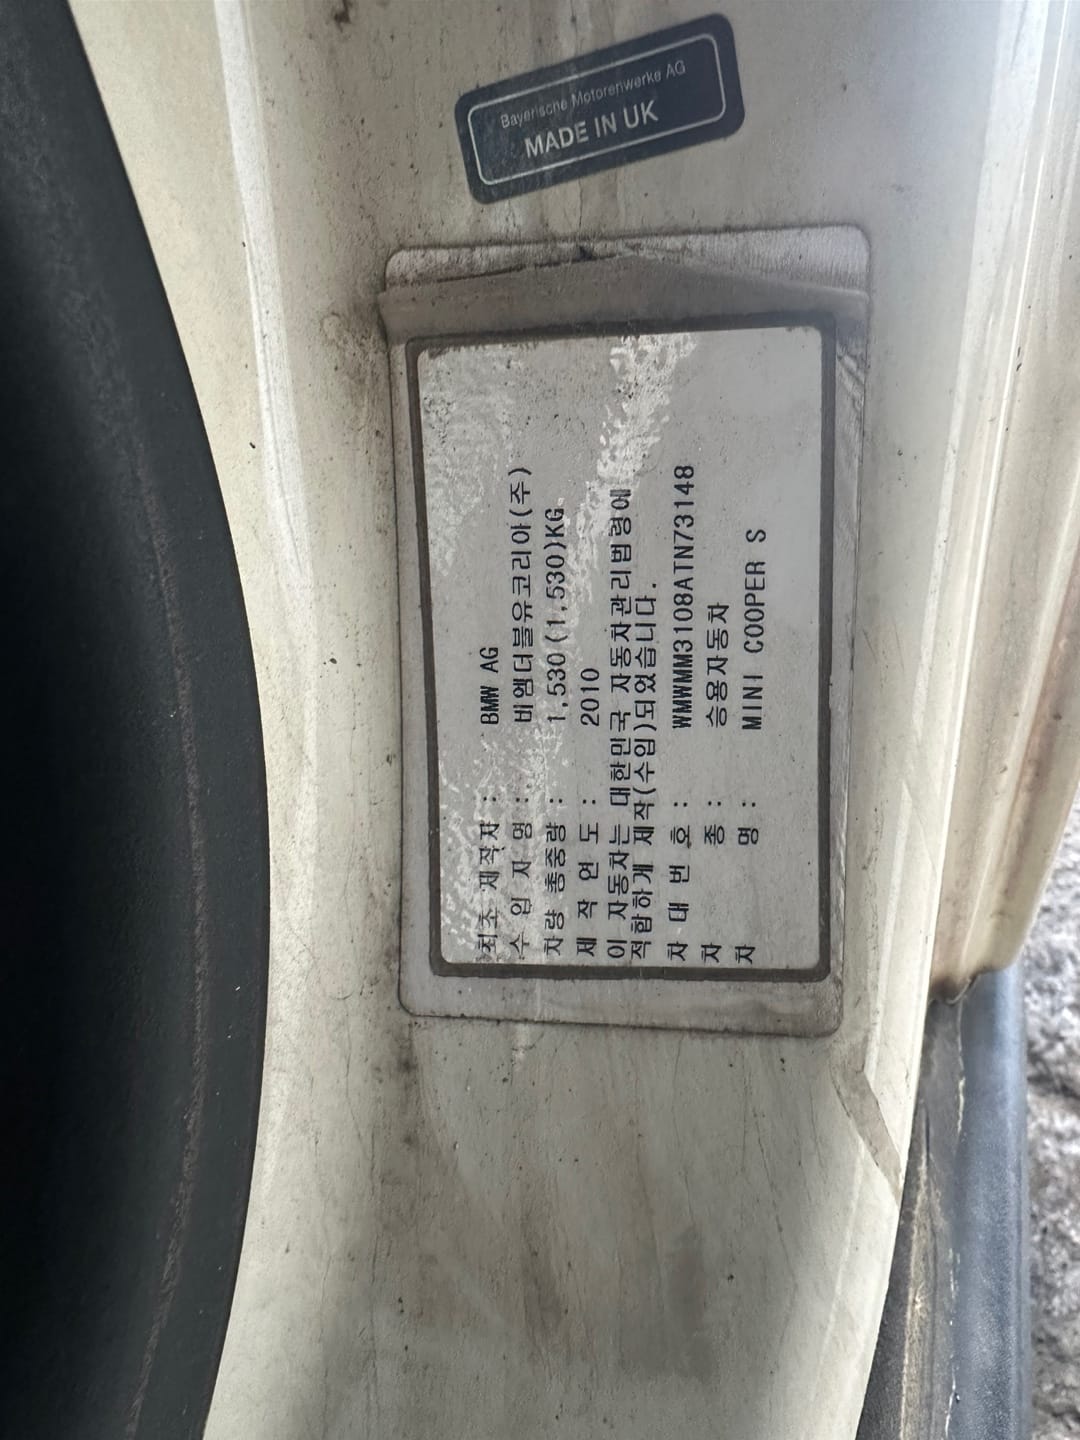 Bayerische Motorenwerke AG
MADE IN UK
최초 제작자 : BMW AG
수 입 자 명 : 비엠더블유코리아(주)
차량 총중량 : 1,530(1,530)KG
제 작 연 도 : 2010
이 자동차는 대한민국 자동차관리법령에
적합하게 제작(수입)되었습니다.
차 대 번 호 : WMWMM3108ATN73148
차 종 : 승용자동차
차 명 : MINI COOPER S